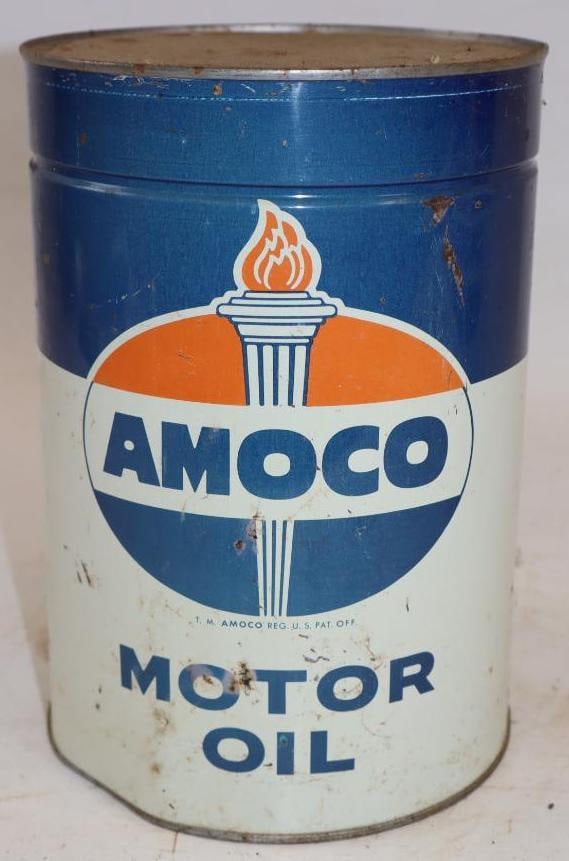 AMOCO
T. M. AMOCO REG. U. S. PAT. OFF.
MOTOR
OIL